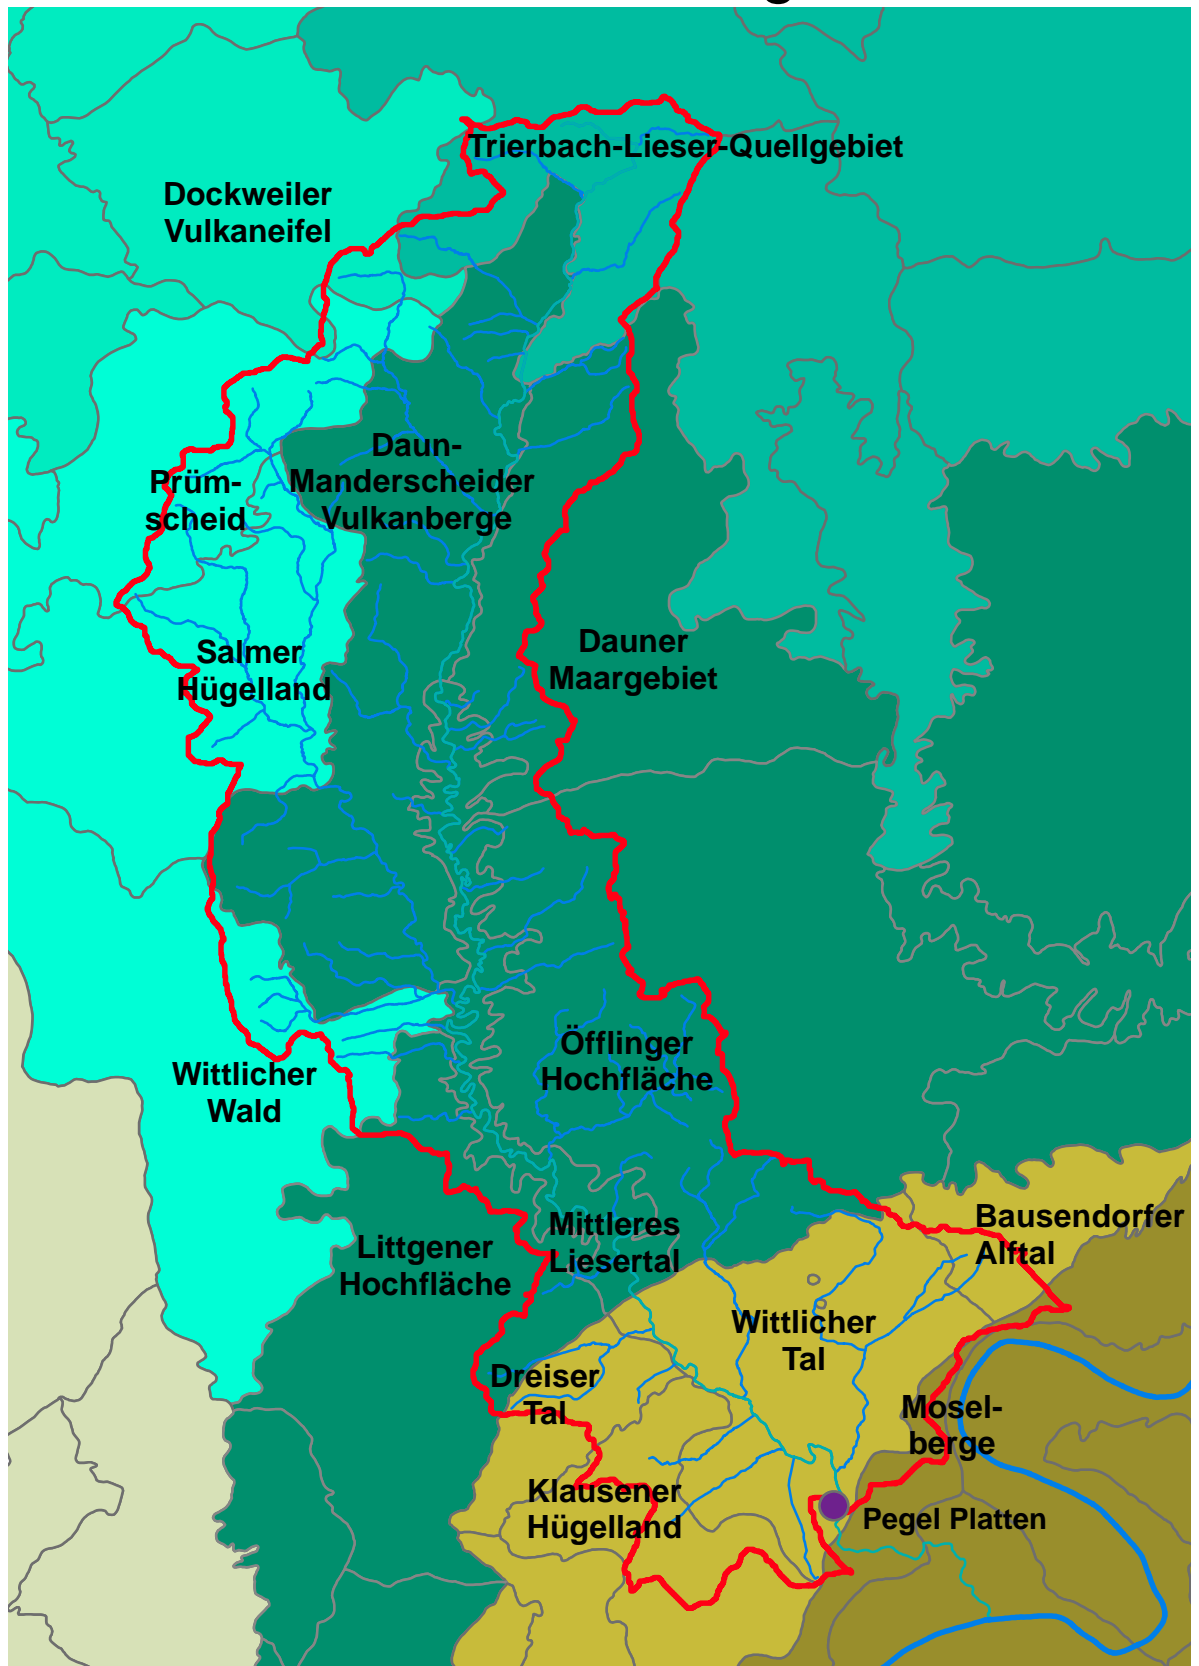 Trierbach-Lieser-Quellgebiet
Dockweiler
Vulkaneifel
Daun-
Manderscheider
Vulkanberge
Prüm-
scheid
Salmer
Hügelland
Dauner
Maargebiet
Öfflinger
Hochfläche
Wittlicher
Wald
Mittleres
Liesertal
Littgener
Hochfläche
Bausendorfer
Alftal
Wittlicher
Tal
Dreiser
Tal
Mosel-
berge
Klausener
Hügelland
Pegel Platten